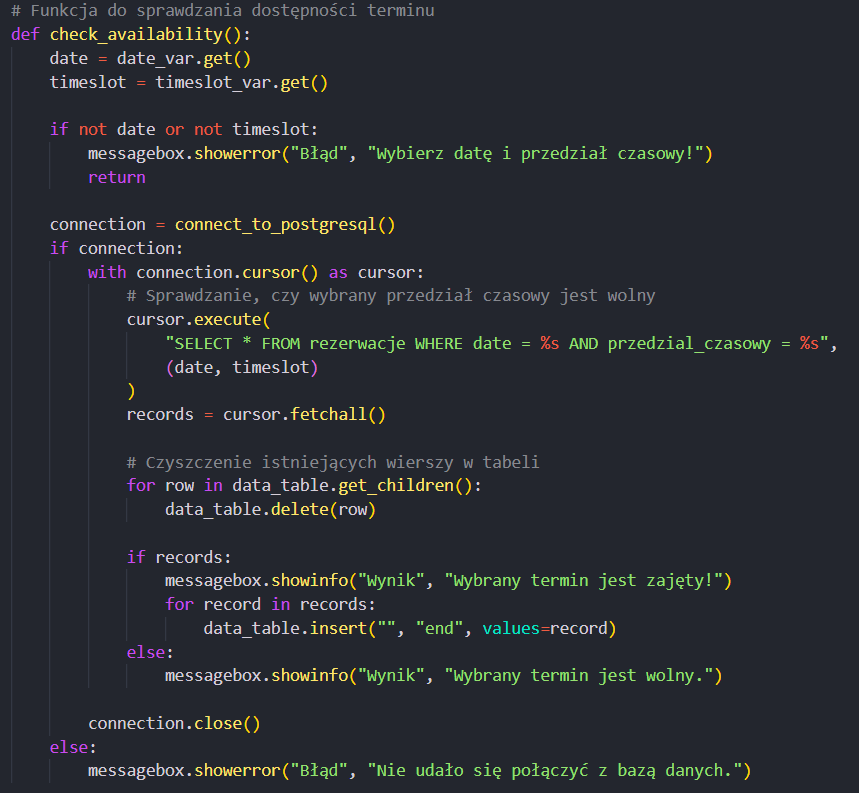 # Funkcja do sprawdzania dostępności terminu
def check_availability():
    date = date_var.get()
    timeslot = timeslot_var.get()

    if not date or not timeslot:
        messagebox.showerror("Błąd", "Wybierz datę i przedział czasowy!")
        return

    connection = connect_to_postgresql()
    if connection:
        with connection.cursor() as cursor:
            # Sprawdzanie, czy wybrany przedział czasowy jest wolny
            cursor.execute(
                "SELECT * FROM rezerwacje WHERE date = %s AND przedzial_czasowy = %s",
                (date, timeslot)
            )
            records = cursor.fetchall()

            # Czyszczenie istniejących wierszy w tabeli
            for row in data_table.get_children():
                data_table.delete(row)

            if records:
                messagebox.showinfo("Wynik", "Wybrany termin jest zajęty!")
                for record in records:
                    data_table.insert("", "end", values=record)
            else:
                messagebox.showinfo("Wynik", "Wybrany termin jest wolny.")

        connection.close()
    else:
        messagebox.showerror("Błąd", "Nie udało się połączyć z bazą danych.")